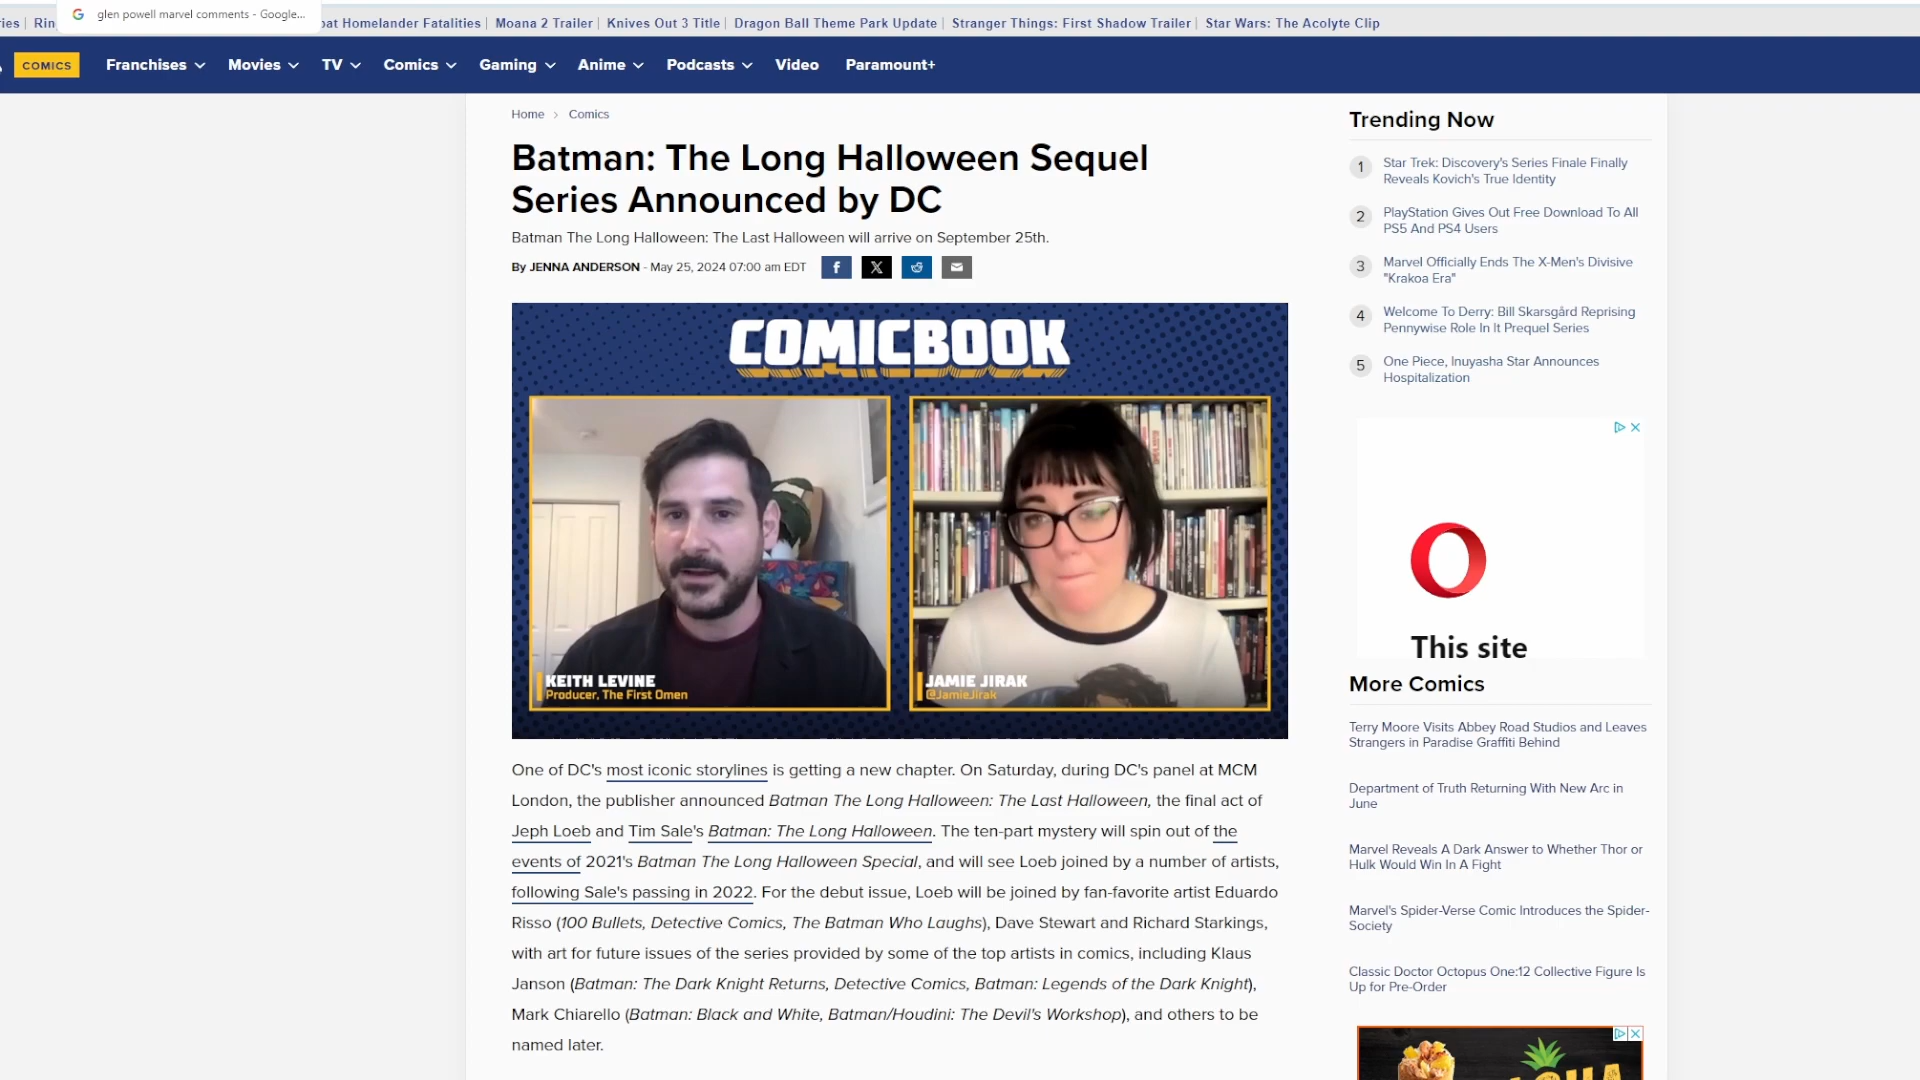 glen powell marvel comments - Google...
ies | Rin
at Homelander Fatalities | Moana 2 Trailer | Knives Out 3 Title | Dragon Ball Theme Park Update | Stranger Things: First Shadow Trailer | Star Wars: The Acolyte Clip
COMICS Franchises Movies TV Comics Gaming Anime Podcasts Video Paramount+
Home > Comics
Batman: The Long Halloween Sequel
Series Announced by DC
Batman The Long Halloween: The Last Halloween will arrive on September 25th.
By JENNA ANDERSON - May 25, 2024 07:00 am EDT
COMICBOOK
KEITH LEVINE
Producer, The First Omen
JAMIE JIRAK
@JamieJirak
One of DC's most iconic storylines is getting a new chapter. On Saturday, during DC's panel at MCM
London, the publisher announced Batman The Long Halloween: The Last Halloween, the final act of
Jeph Loeb and Tim Sale's Batman: The Long Halloween. The ten-part mystery will spin out of the
events of 2021's Batman The Long Halloween Special, and will see Loeb joined by a number of artists,
following Sale's passing in 2022. For the debut issue, Loeb will be joined by fan-favorite artist Eduardo
Risso (100 Bullets, Detective Comics, The Batman Who Laughs), Dave Stewart and Richard Starkings,
with art for future issues of the series provided by some of the top artists in comics, including Klaus
Janson (Batman: The Dark Knight Returns, Detective Comics, Batman: Legends of the Dark Knight),
Mark Chiarello (Batman: Black and White, Batman/Houdini: The Devil's Workshop), and others to be
named later.
Trending Now
1 Star Trek: Discovery's Series Finale Finally
Reveals Kovich's True Identity
2 PlayStation Gives Out Free Download To All
PS5 And PS4 Users
3 Marvel Officially Ends The X-Men's Divisive
"Krakoa Era"
4 Welcome To Derry: Bill Skarsgård Reprising
Pennywise Role In It Prequel Series
5 One Piece, Inuyasha Star Announces
Hospitalization
This site
More Comics
Terry Moore Visits Abbey Road Studios and Leaves
Strangers in Paradise Graffiti Behind
Department of Truth Returning With New Arc in
June
Marvel Reveals A Dark Answer to Whether Thor or
Hulk Would Win In A Fight
Marvel's Spider-Verse Comic Introduces the Spider-
Society
Classic Doctor Octopus One:12 Collective Figure Is
Up for Pre-Order